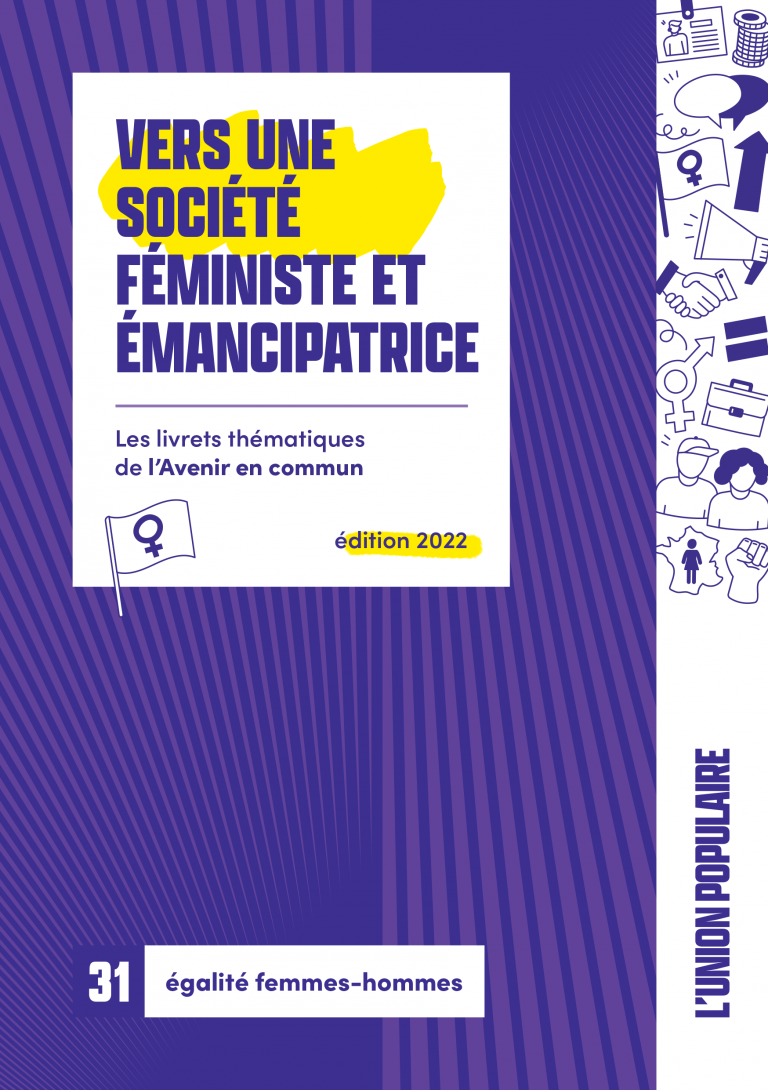 VERS UNE
SOCIÉTÉ
FÉMINISTE ET
ÉMANCIPATRICE
Les livrets thématiques
de l’Avenir en commun
édition 2022
31
égalité femmes-hommes
L’UNION POPULAIRE